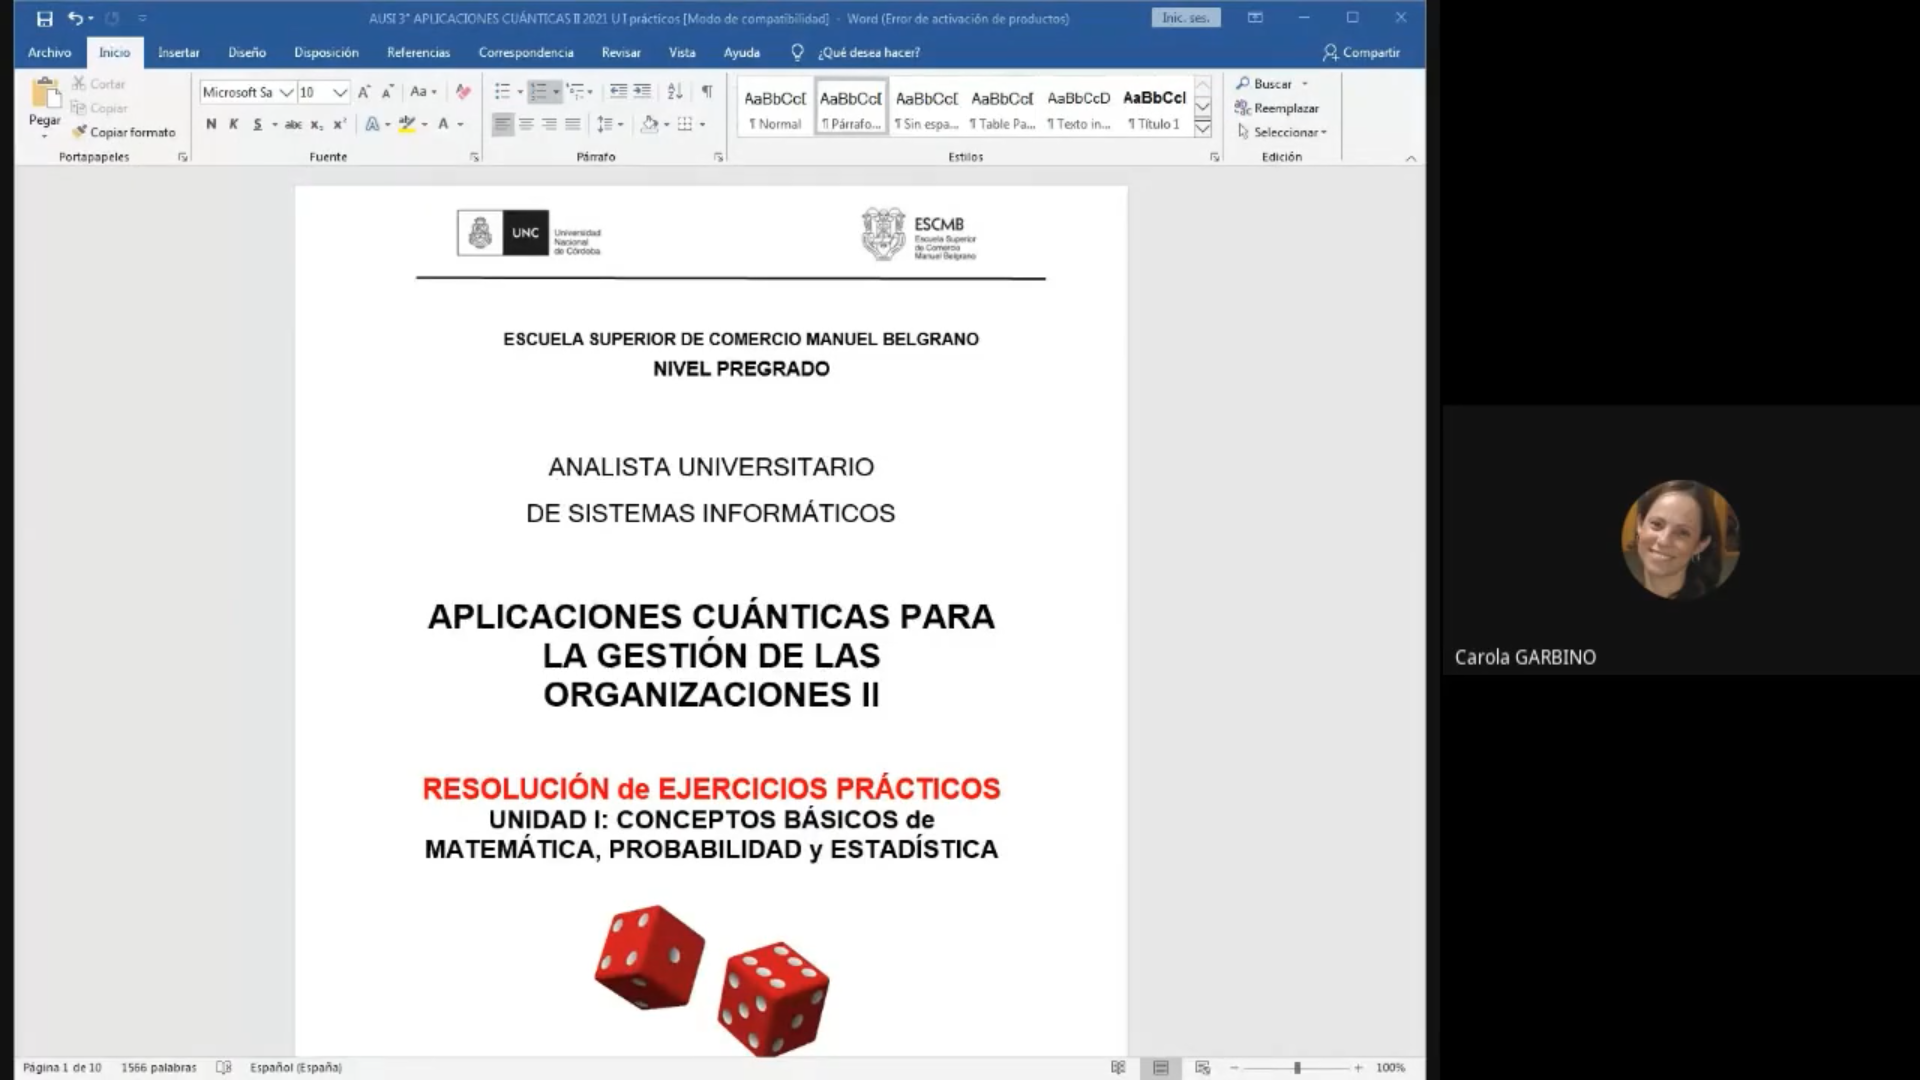 AUSI 3° APLICACIONES CUÁNTICAS II 2021 U I prácticos [Modo de compatibilidad] - Word (Error de activación de productos)
Inic. ses.
Archivo Inicio Insertar Diseño Disposición Referencias Correspondencia Revisar Vista Ayuda ¿Qué desea hacer? Compartir
Pegar
Cortar
Copiar
Copiar formato
Portapapeles
Microsoft Sa 10
Aa
N K S abc x₂ x²
A A
Fuente
Párrafo
AaBbCcI AaBbCcI AaBbCcI AaBbCcI AaBbCcD AaBbCcI
¶ Normal ¶ Párrafo... ¶ Sin espa... ¶ Table Pa... ¶ Texto in... ¶ Título 1
Estilos
Buscar
Reemplazar
Seleccionar
Edición
UNC
Universidad
Nacional
de Córdoba
ESCMB
Escuela Superior
de Comercio
Manuel Belgrano
ESCUELA SUPERIOR DE COMERCIO MANUEL BELGRANO
NIVEL PREGRADO
ANALISTA UNIVERSITARIO
DE SISTEMAS INFORMÁTICOS
APLICACIONES CUÁNTICAS PARA
LA GESTIÓN DE LAS
ORGANIZACIONES II
RESOLUCIÓN de EJERCICIOS PRÁCTICOS
UNIDAD I: CONCEPTOS BÁSICOS de
MATEMÁTICA, PROBABILIDAD y ESTADÍSTICA
Carola GARBINO
Página 1 de 10 1566 palabras Español (España) 100%